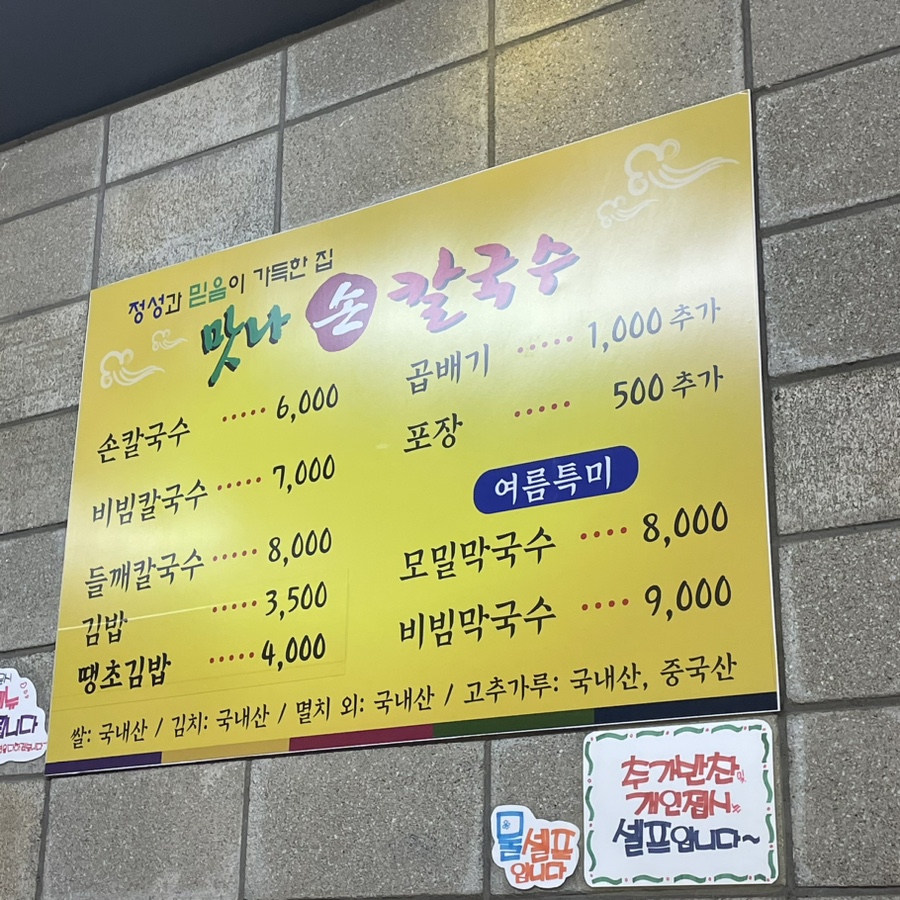 정성과 믿음이 가득한 집
맛나 손 칼국수
손칼국수 ..... 6,000
비빔칼국수 ..... 7,000
들깨칼국수 ..... 8,000
김밥 ..... 3,500
땡초김밥 ..... 4,000
곱배기 ..... 1,000 추가
포장 ..... 500 추가
여름특미
모밀막국수 .... 8,000
비빔막국수 .... 9,000
쌀: 국내산 / 김치: 국내산 / 멸치 외: 국내산 / 고추가루: 국내산, 중국산
물셀프
입니다
추가반찬 및
개인접시는
셀프입니다~